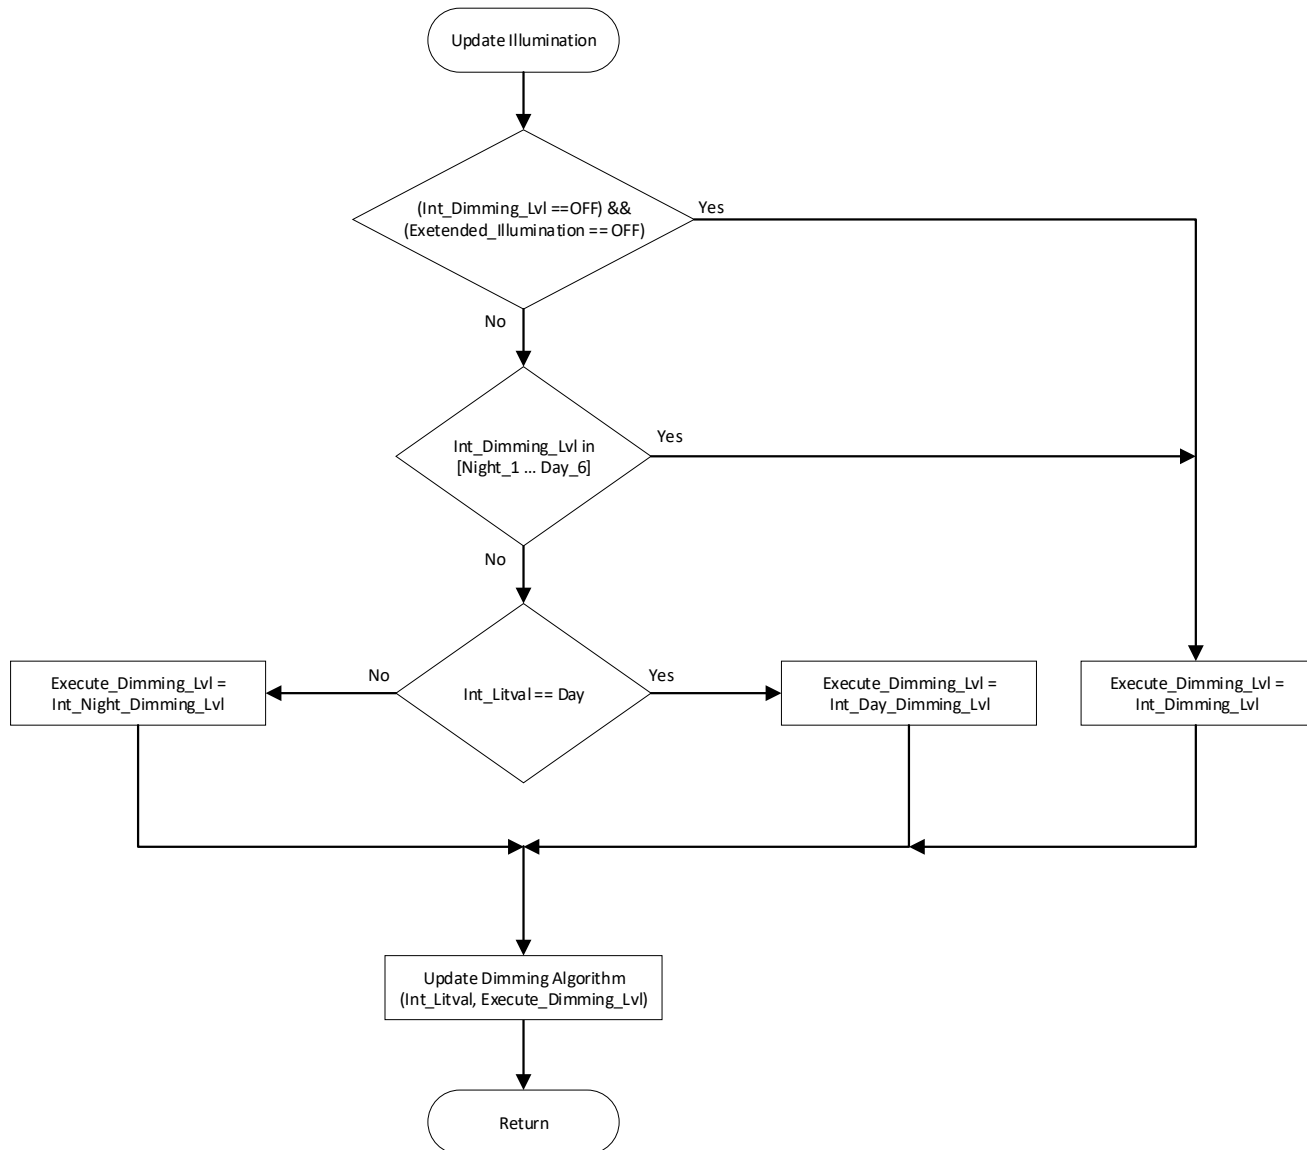 Update Illumination
(Int_Dimming_Lvl ==OFF) &&
(Exetended_Illumination == OFF)
Yes
No
Int_Dimming_Lvl in
[Night_1 ... Day_6]
Yes
No
Execute_Dimming_Lvl =
Int_Night_Dimming_Lvl
No
Int_Litval == Day
Yes
Execute_Dimming_Lvl =
Int_Day_Dimming_Lvl
Execute_Dimming_Lvl =
Int_Dimming_Lvl
Update Dimming Algorithm
(Int_Litval, Execute_Dimming_Lvl)
Return